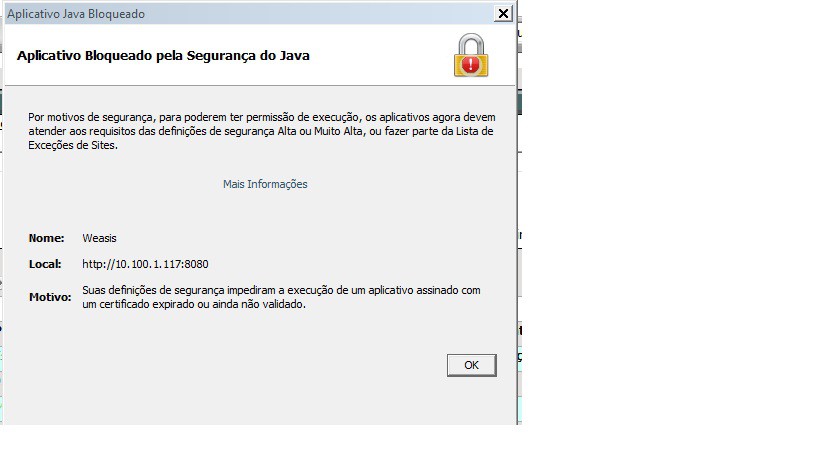 Aplicativo Java Bloqueado
Aplicativo Bloqueado pela Segurança do Java
Por motivos de segurança, para poderem ter permissão de execução, os aplicativos agora devem
atender aos requisitos das definições de segurança Alta ou Muito Alta, ou fazer parte da Lista de
Exceções de Sites.
Mais Informações
Nome: Weasis
Local: http://10.100.1.117:8080
Motivo: Suas definições de segurança impediram a execução de um aplicativo assinado com
um certificado expirado ou ainda não validado.
OK